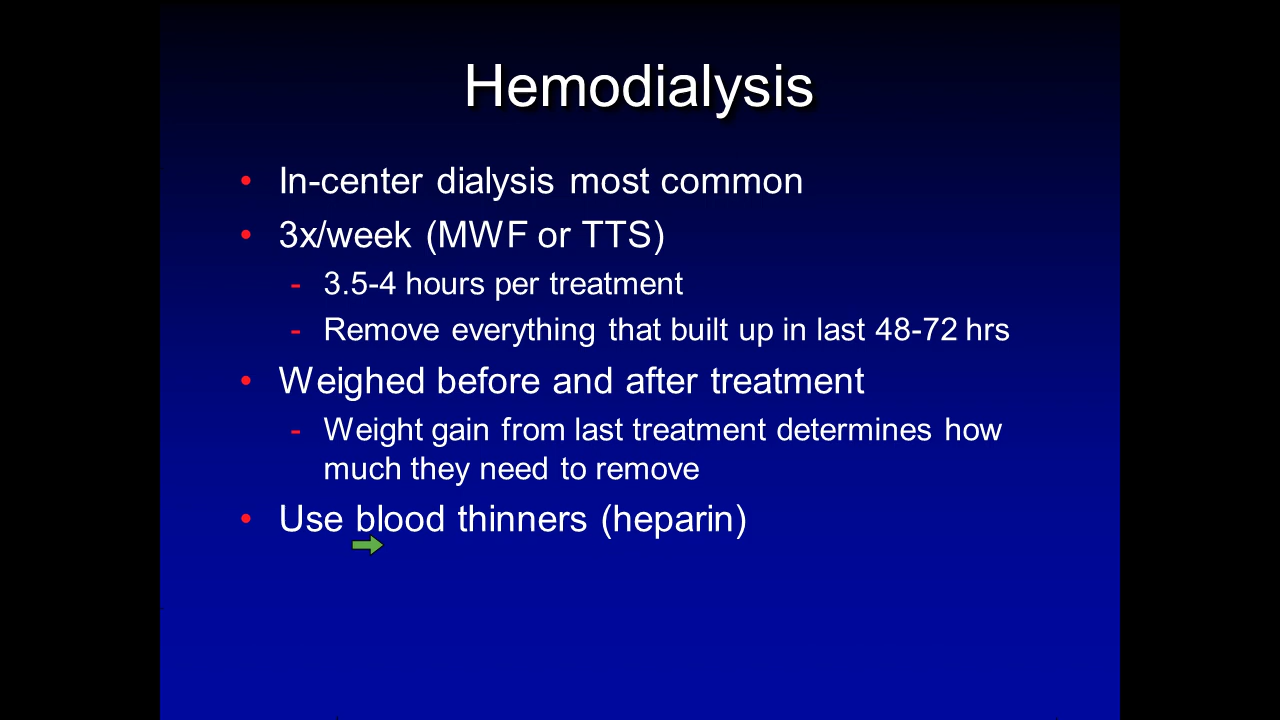 Hemodialysis
• In-center dialysis most common
• 3x/week (MWF or TTS)
- 3.5-4 hours per treatment
- Remove everything that built up in last 48-72 hrs
• Weighed before and after treatment
- Weight gain from last treatment determines how
much they need to remove
• Use blood thinners (heparin)